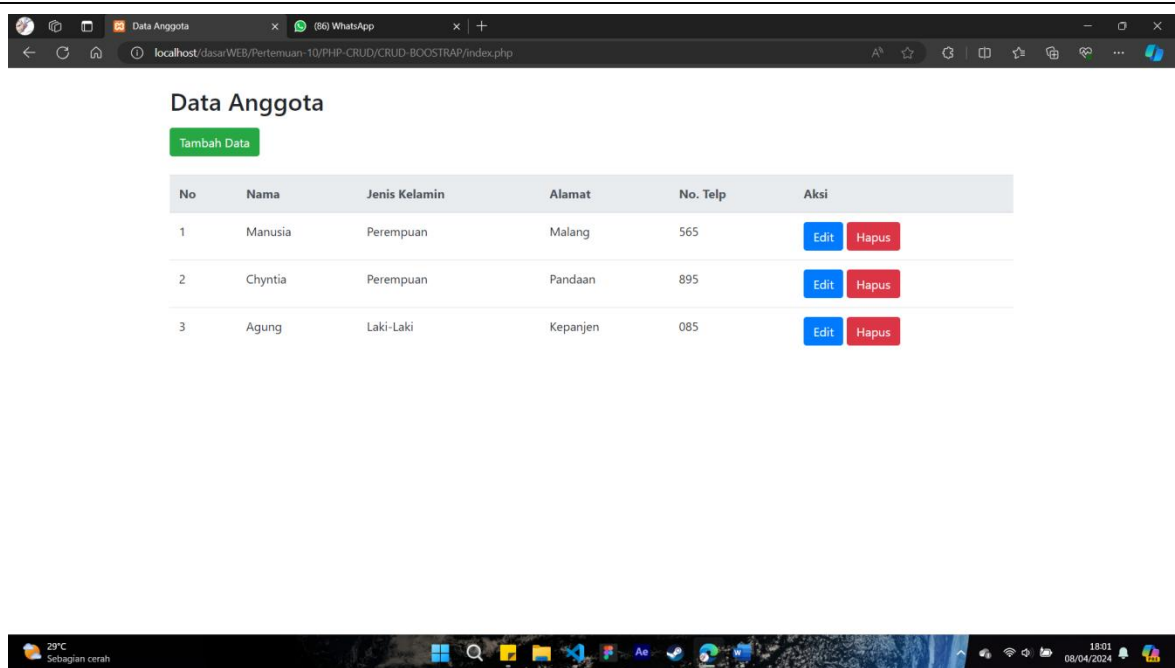 Data Anggota
(86) WhatsApp
localhost/dasarWEB/Pertemuan-10/PHP-CRUD/CRUD-BOOSTRAP/index.php
Data Anggota
Tambah Data
No Nama Jenis Kelamin Alamat No. Telp Aksi
1 Manusia Perempuan Malang 565 Edit Hapus
2 Chyntia Perempuan Pandaan 895 Edit Hapus
3 Agung Laki-Laki Kepanjen 085 Edit Hapus
29°C
Sebagian cerah
Ae
18:01
08/04/2024